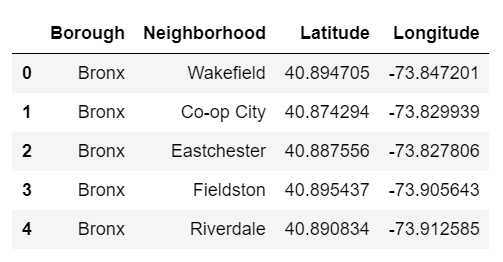 Borough Neighborhood Latitude Longitude
0 Bronx Wakefield 40.894705 -73.847201
1 Bronx Co-op City 40.874294 -73.829939
2 Bronx Eastchester 40.887556 -73.827806
3 Bronx Fieldston 40.895437 -73.905643
4 Bronx Riverdale 40.890834 -73.912585